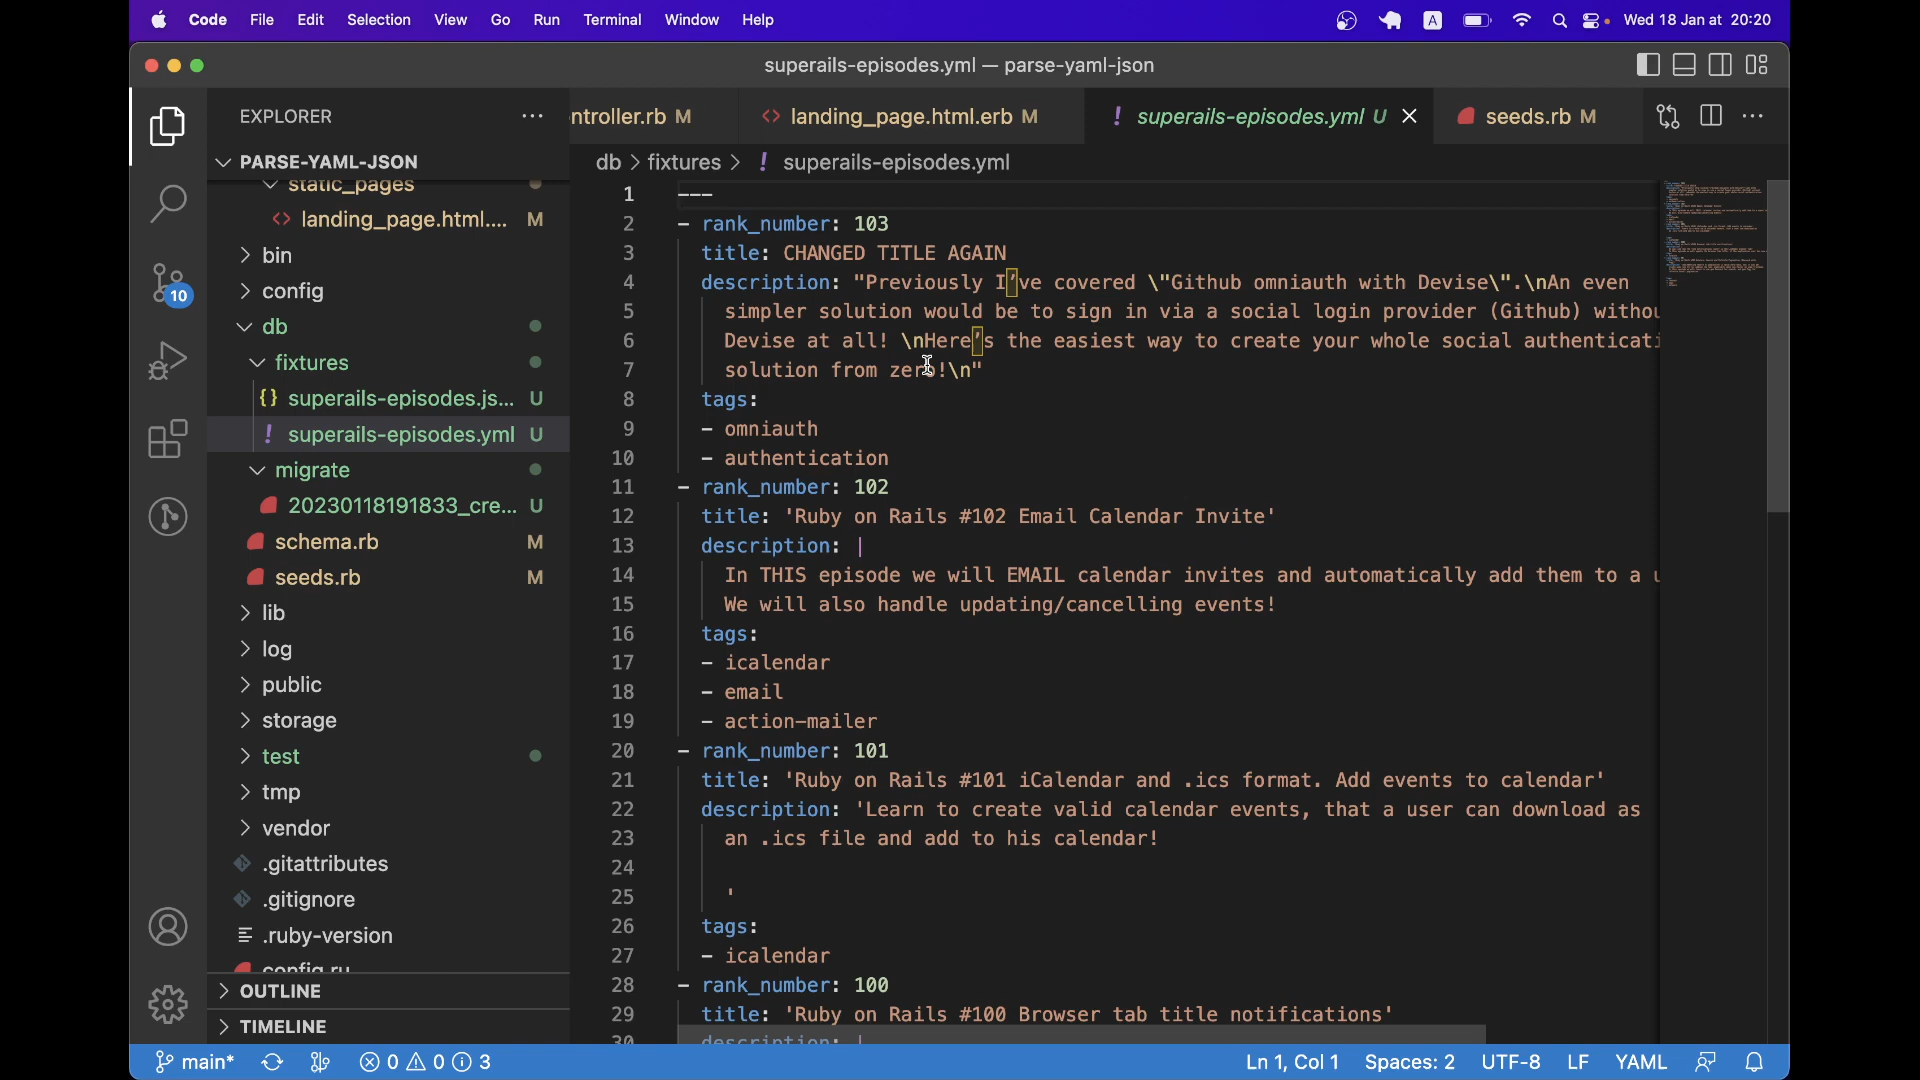 Code File Edit Selection View Go Run Terminal Window Help A Wed 18 Jan at 20:20
superails-episodes.yml — parse-yaml-json
EXPLORER
ntroller.rb M
<> landing_page.html.erb M
! superails-episodes.yml U
seeds.rb M
PARSE-YAML-JSON
db > fixtures > ! superails-episodes.yml
static_pages
<> landing_page.html.... M
bin
config
db
fixtures
{} superails-episodes.js... U
! superails-episodes.yml U
migrate
20230118191833_cre... U
schema.rb M
seeds.rb M
lib
log
public
storage
test
tmp
vendor
.gitattributes
.gitignore
.ruby-version
config.ru
OUTLINE
TIMELINE
10
1 ---
2 - rank_number: 103
3 title: CHANGED TITLE AGAIN
4 description: "Previously I’ve covered \"Github omniauth with Devise\".\nAn even
5 simpler solution would be to sign in via a social login provider (Github) withou
6 Devise at all! \nHere’s the easiest way to create your whole social authenticati
7 solution from zero!\n"
8 tags:
9 - omniauth
10 - authentication
11 - rank_number: 102
12 title: 'Ruby on Rails #102 Email Calendar Invite'
13 description: |
14 In THIS episode we will EMAIL calendar invites and automatically add them to a u
15 We will also handle updating/cancelling events!
16 tags:
17 - icalendar
18 - email
19 - action-mailer
20 - rank_number: 101
21 title: 'Ruby on Rails #101 iCalendar and .ics format. Add events to calendar'
22 description: 'Learn to create valid calendar events, that a user can download as
23 an .ics file and add to his calendar!
24
25 '
26 tags:
27 - icalendar
28 - rank_number: 100
29 title: 'Ruby on Rails #100 Browser tab title notifications'
30 description: |
main* 0 0 3 Ln 1, Col 1 Spaces: 2 UTF-8 LF YAML